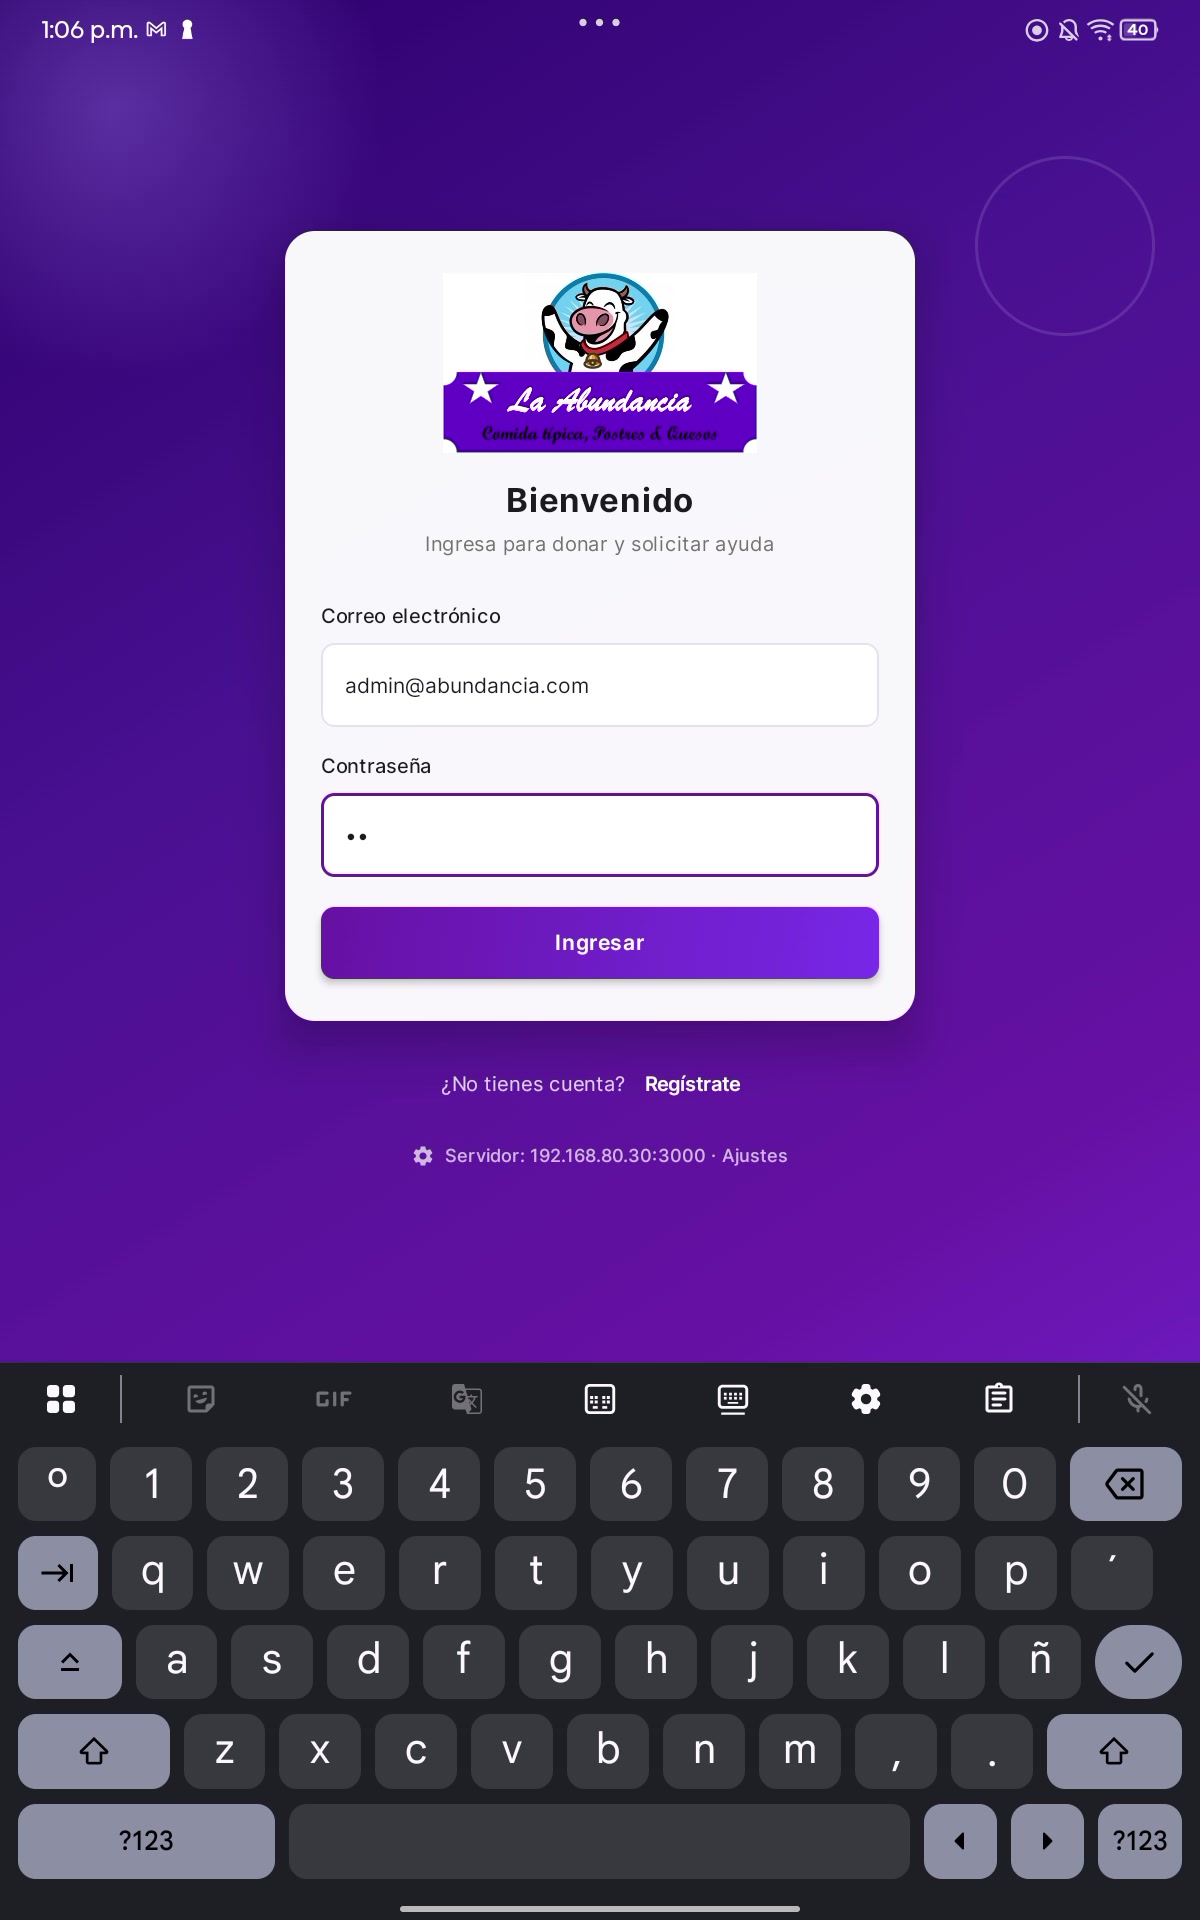 1:06 p.m.
40
La Abundancia
Comida típica, Postres & Quesos
Bienvenido
Ingresa para donar y solicitar ayuda
Correo electrónico
admin@abundancia.com
Contraseña
••
Ingresar
¿No tienes cuenta? Regístrate
Servidor: 192.168.80.30:3000 · Ajustes
GIF
º 1 2 3 4 5 6 7 8 9 0
q w e r t y u i o p ´
a s d f g h j k l ñ
z x c v b n m , .
?123 ?123